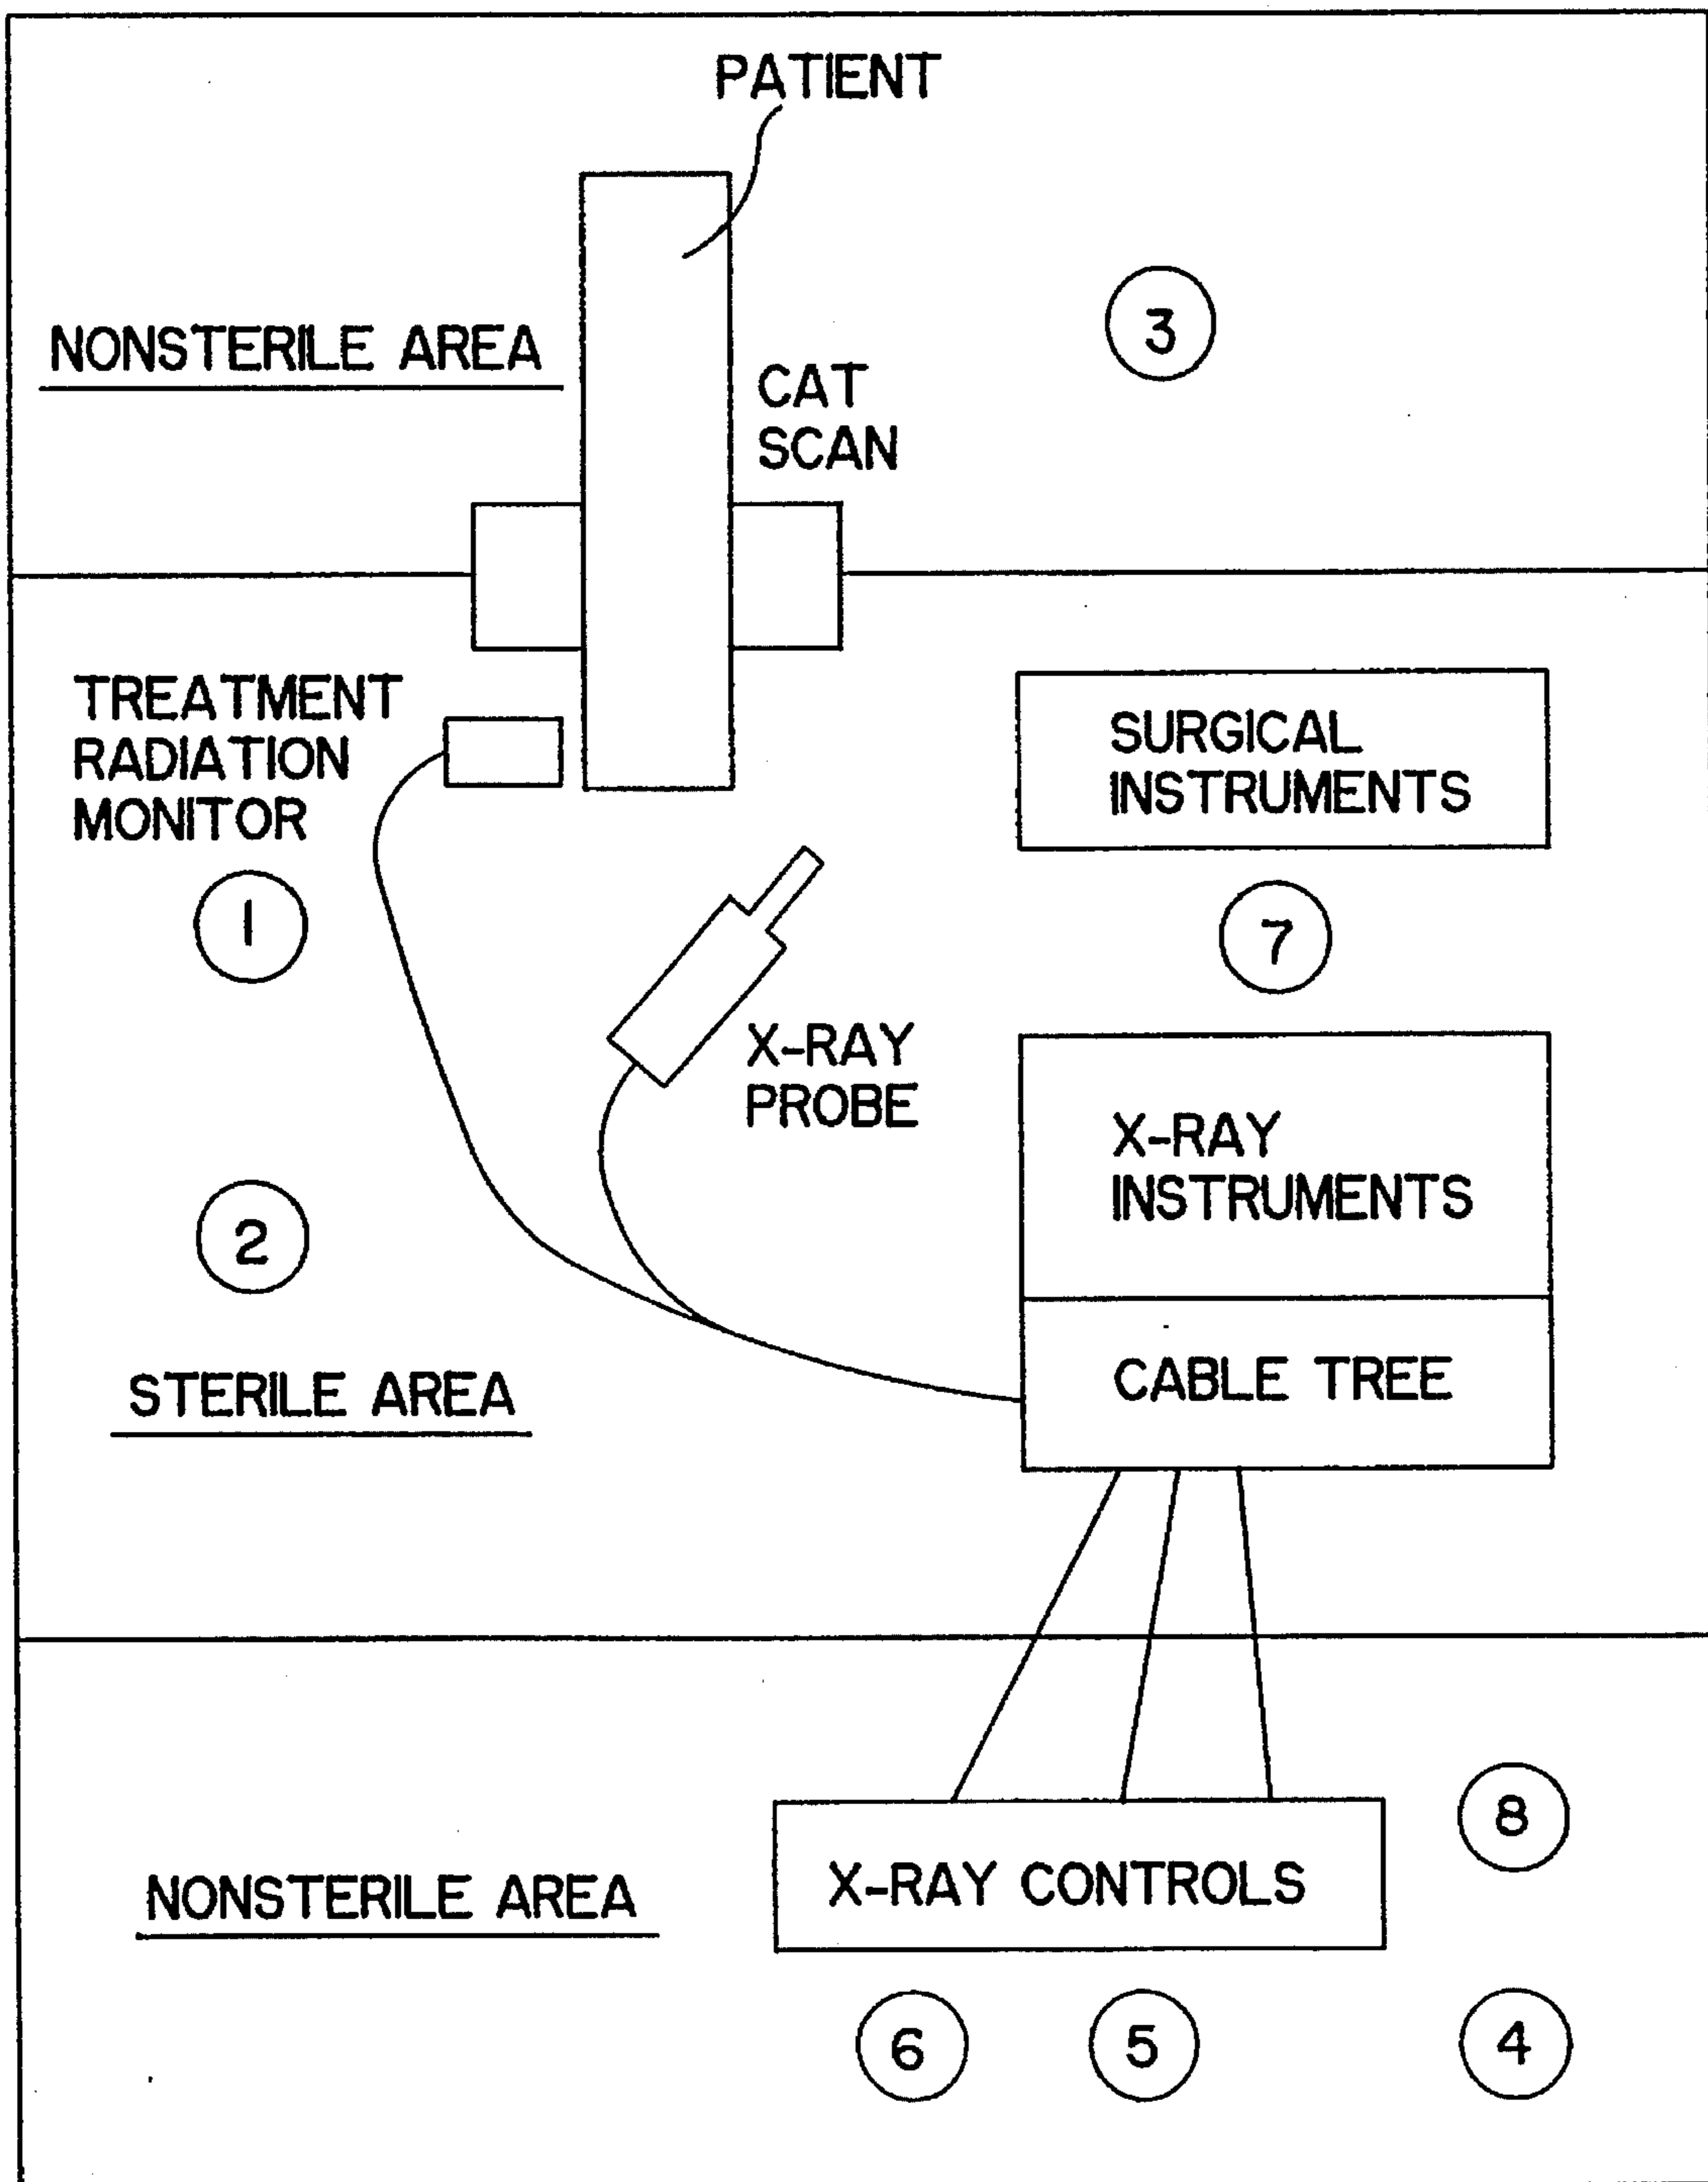 PATIENT
NONSTERILE AREA
3
CAT
SCAN
TREATMENT
RADIATION
MONITOR
SURGICAL
INSTRUMENTS
1
7
X-RAY
PROBE
X-RAY
INSTRUMENTS
2
CABLE TREE
STERILE AREA
8
X-RAY CONTROLS
NONSTERILE AREA
6
5
4